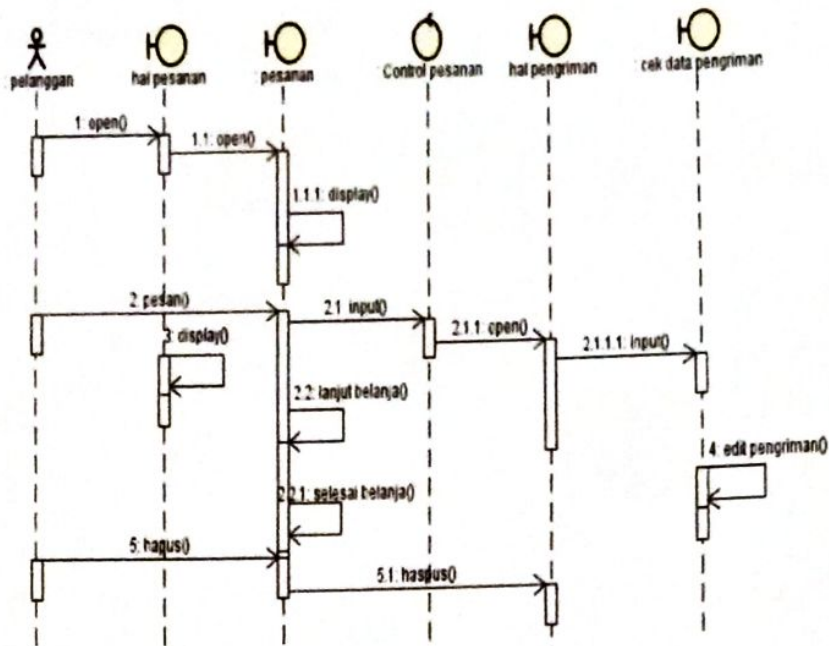 : pelanggan
hal pesanan
: pesanan
: Control pesanan
hal pengriman
: cek data pengriman
1: open()
1.1: open()
1.1.1: display()
2: pesan()
2.1: input()
3: display()
2.1.1: open()
2.1.1.1: input()
2.2: lanjut belanja()
4: edit pengriman()
2.2.1: selesai belanja()
5: hapus()
5.1: haspus()